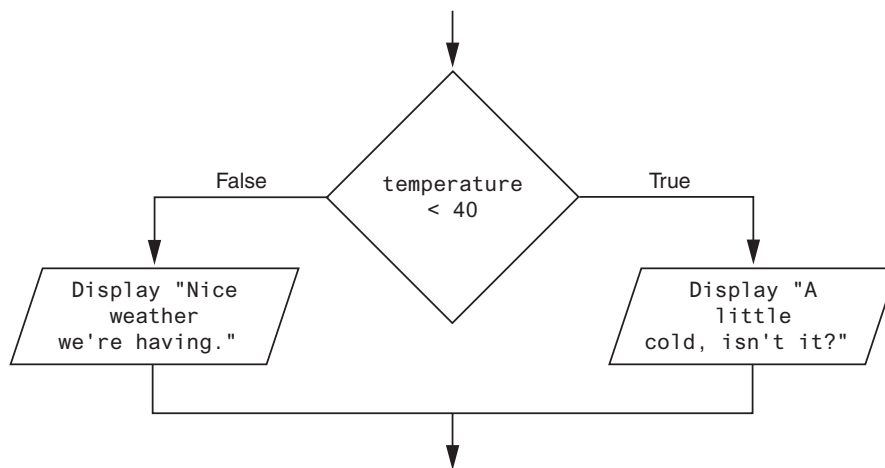 False
temperature
< 40
True
Display "Nice
weather
we're having."
Display "A
little
cold, isn't it?"